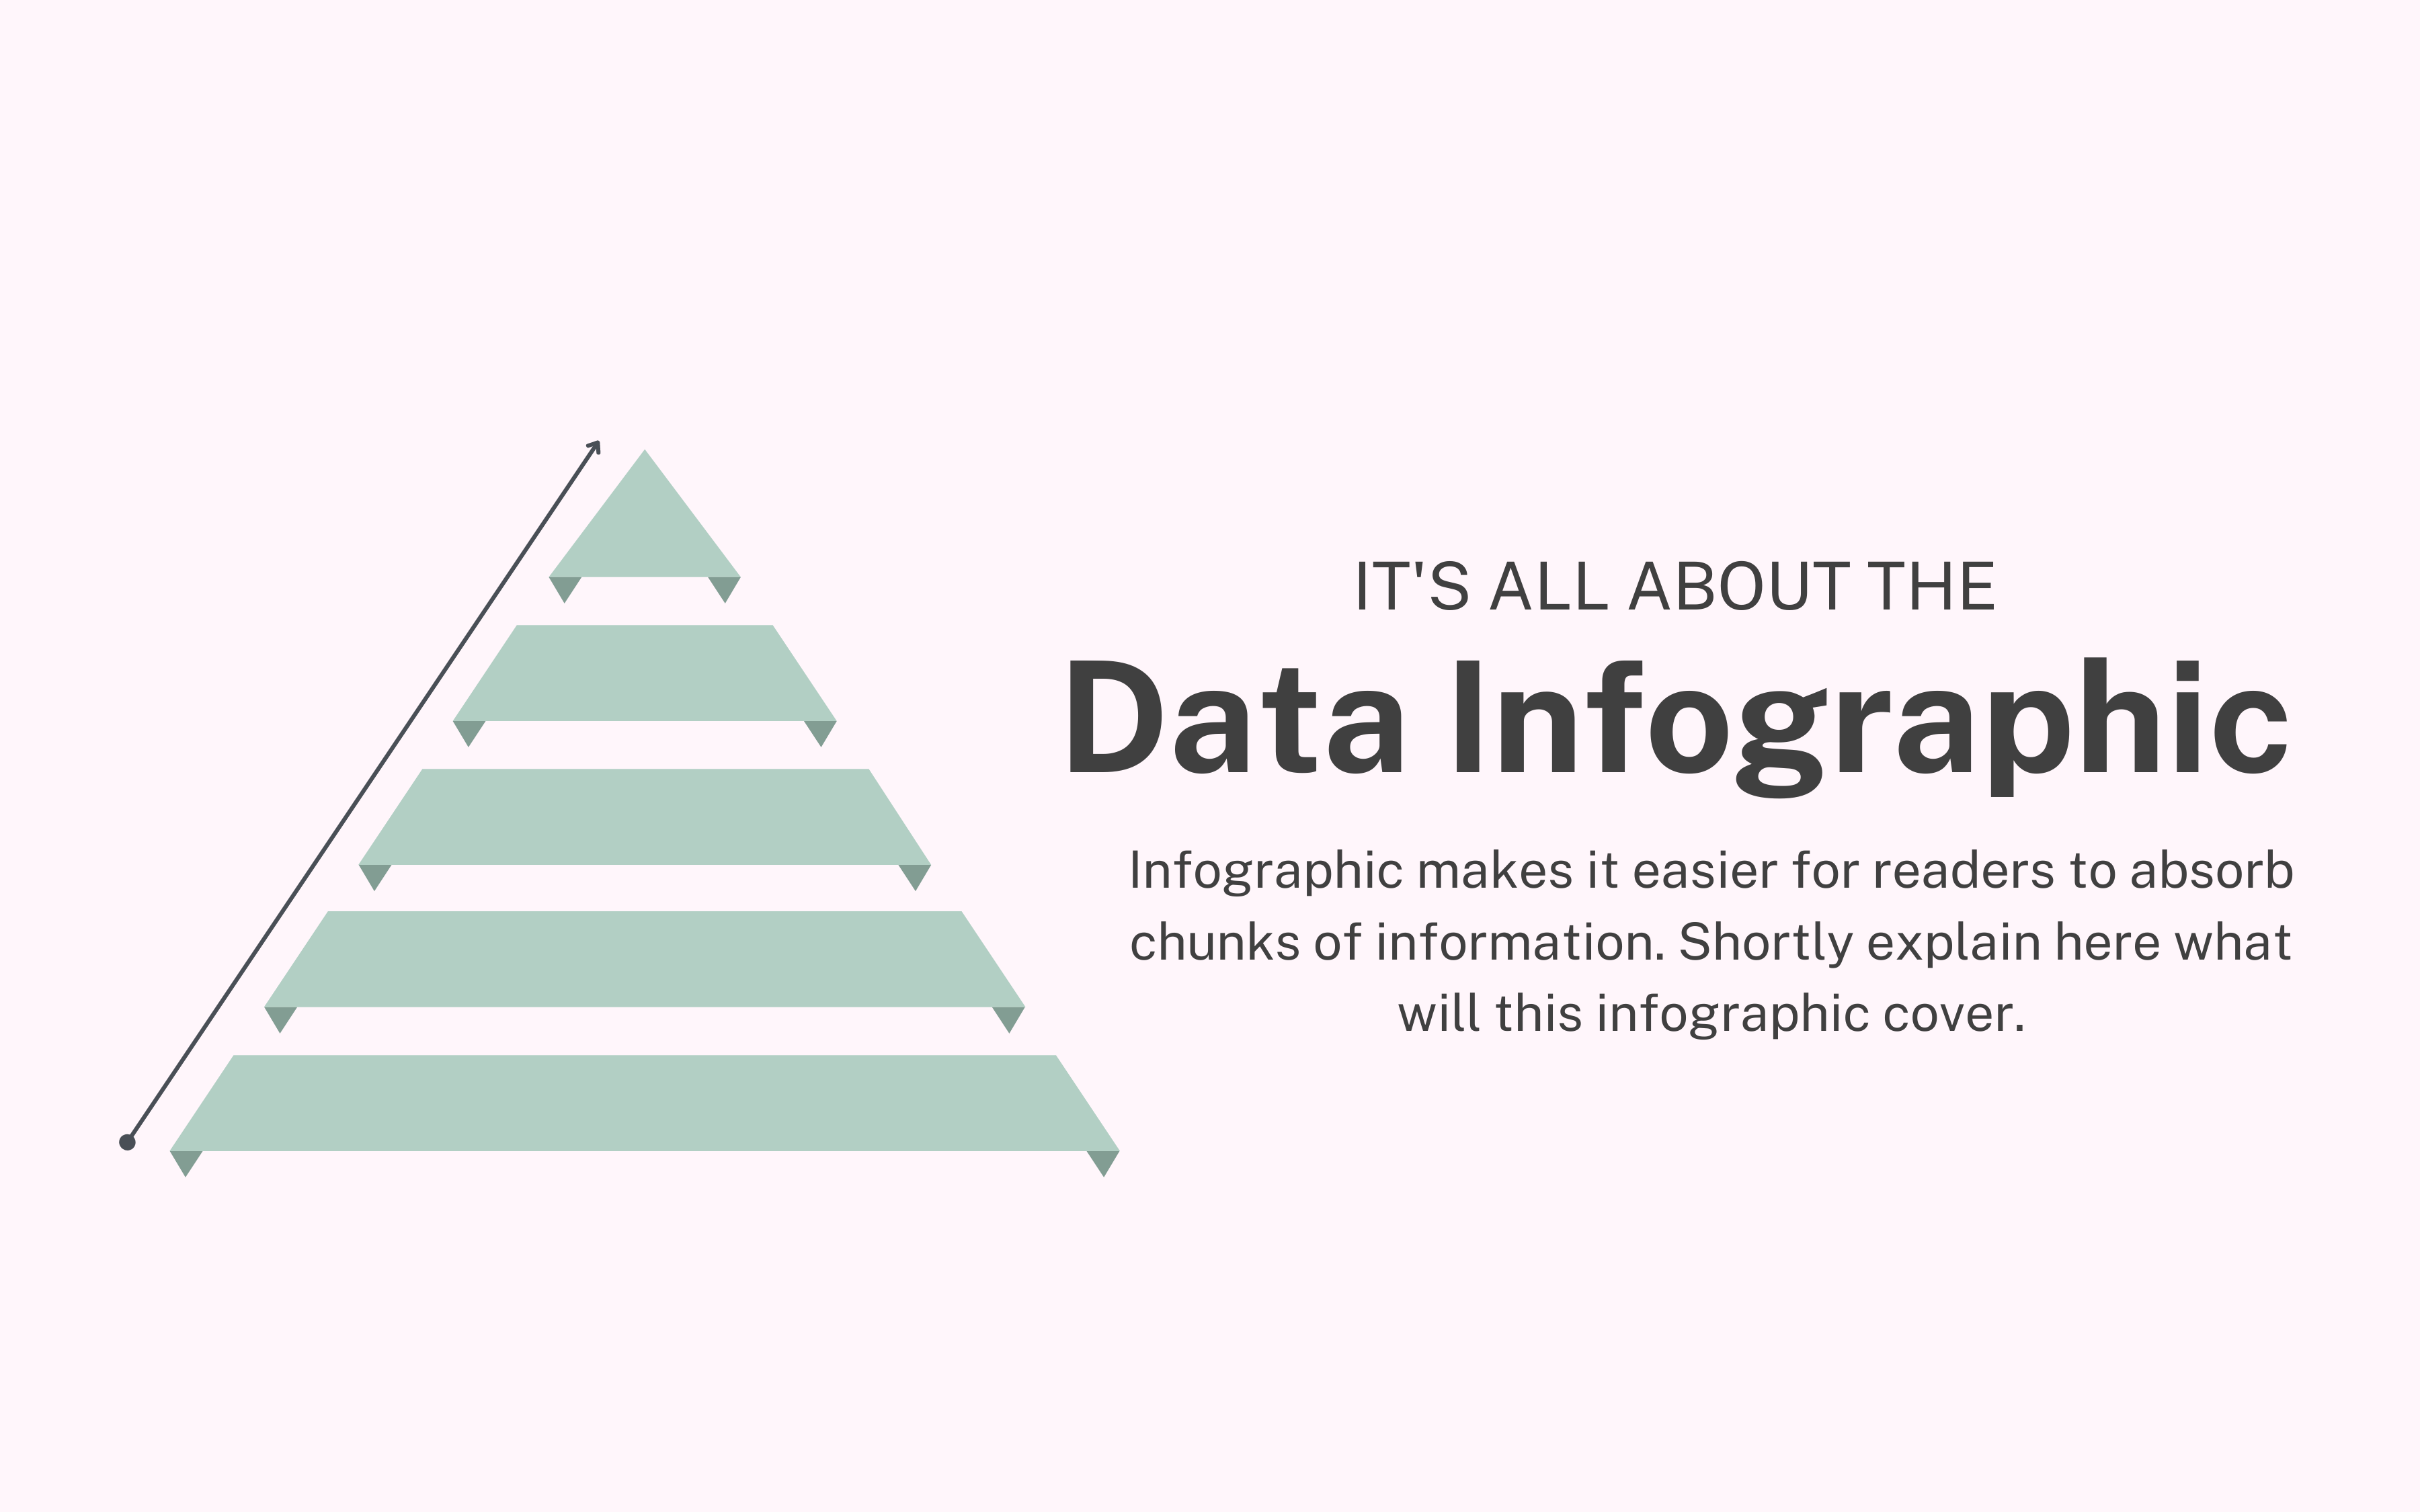 IT'S ALL ABOUT THE
Data Infographic
Infographic makes it easier for readers to absorb
chunks of information. Shortly explain here what
will this infographic cover.